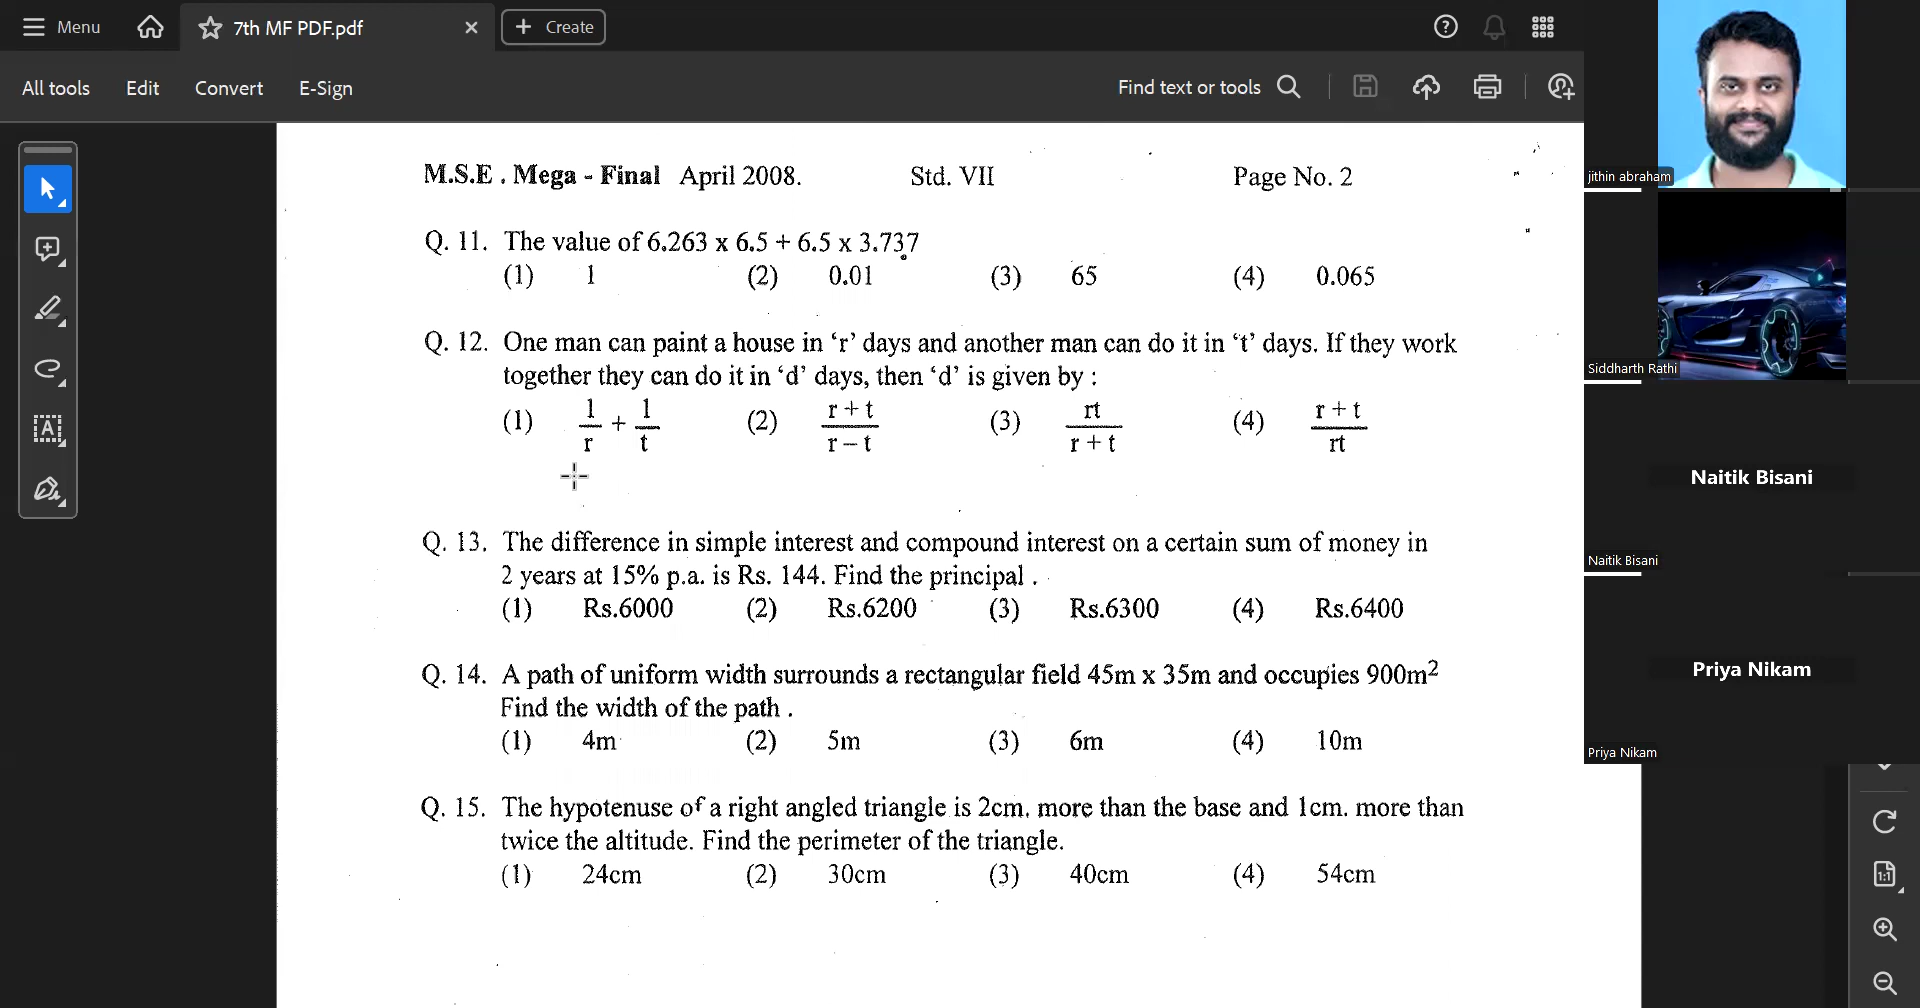 Menu
7th MF PDF.pdf
Create
All tools Edit Convert E-Sign
Find text or tools
M.S.E . Mega - Final April 2008. Std. VII Page No. 2
Q. 11. The value of 6.263 x 6.5 + 6.5 x 3.737
(1) 1 (2) 0.01 (3) 65 (4) 0.065
Q. 12. One man can paint a house in ‘r’ days and another man can do it in ‘t’ days. If they work
together they can do it in ‘d’ days, then ‘d’ is given by :
(1) 1/r + 1/t (2) r + t / r – t (3) rt / r + t (4) r + t / rt
Q. 13. The difference in simple interest and compound interest on a certain sum of money in
2 years at 15% p.a. is Rs. 144. Find the principal .
(1) Rs.6000 (2) Rs.6200 (3) Rs.6300 (4) Rs.6400
Q. 14. A path of uniform width surrounds a rectangular field 45m x 35m and occupies 900m²
Find the width of the path .
(1) 4m (2) 5m (3) 6m (4) 10m
Q. 15. The hypotenuse of a right angled triangle is 2cm. more than the base and 1cm. more than
twice the altitude. Find the perimeter of the triangle.
(1) 24cm (2) 30cm (3) 40cm (4) 54cm
jithin abraham
Siddharth Rathi
Naitik Bisani
Naitik Bisani
Priya Nikam
Priya Nikam
1:1